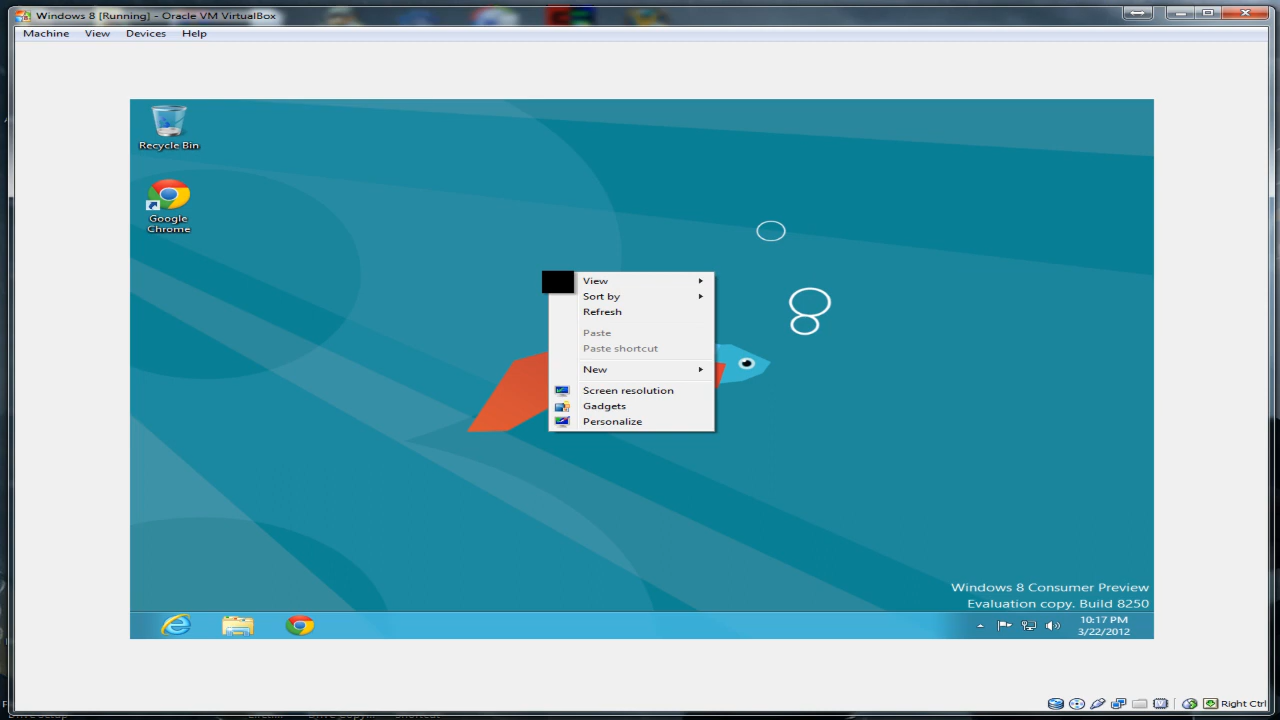 Windows 8 [Running] - Oracle VM VirtualBox
Machine View Devices Help
Recycle Bin
Google
Chrome
View
Sort by
Refresh
Paste
Paste shortcut
New
Screen resolution
Gadgets
Personalize
Windows 8 Consumer Preview
Evaluation copy. Build 8250
10:17 PM
3/22/2012
Right Ctrl